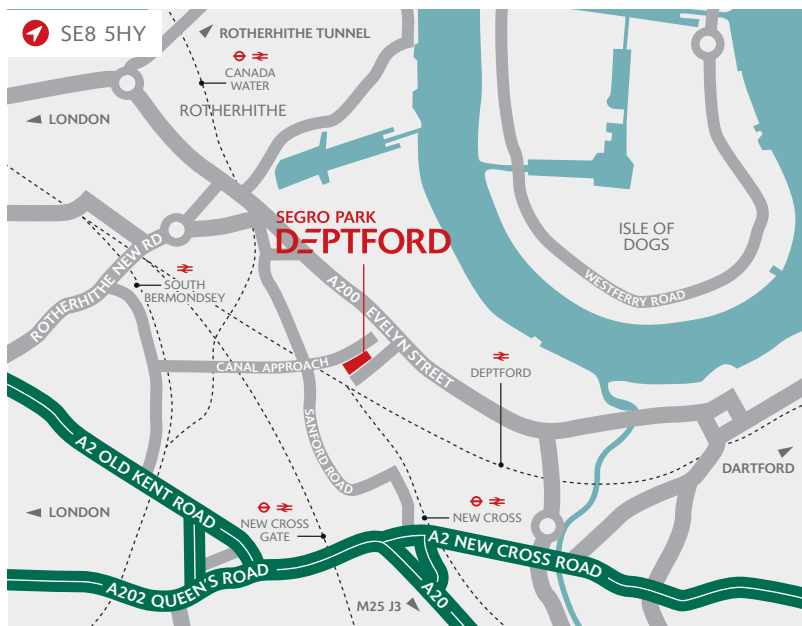 SE8 5HY
ROTHERHITHE TUNNEL
CANADA
WATER
ROTHERHITHE
LONDON
SEGRO PARK
DEPTFORD
ISLE OF
DOGS
ROTHERHITHE NEW RD
SOUTH
BERMONDSEY
WESTFERRY ROAD
A200 EVELYN STREET
CANAL APPROACH
DEPTFORD
SANFORD ROAD
A2 OLD KENT ROAD
DARTFORD
LONDON
NEW CROSS
GATE
NEW CROSS
A2 NEW CROSS ROAD
A202 QUEEN'S ROAD
A20
M25 J3